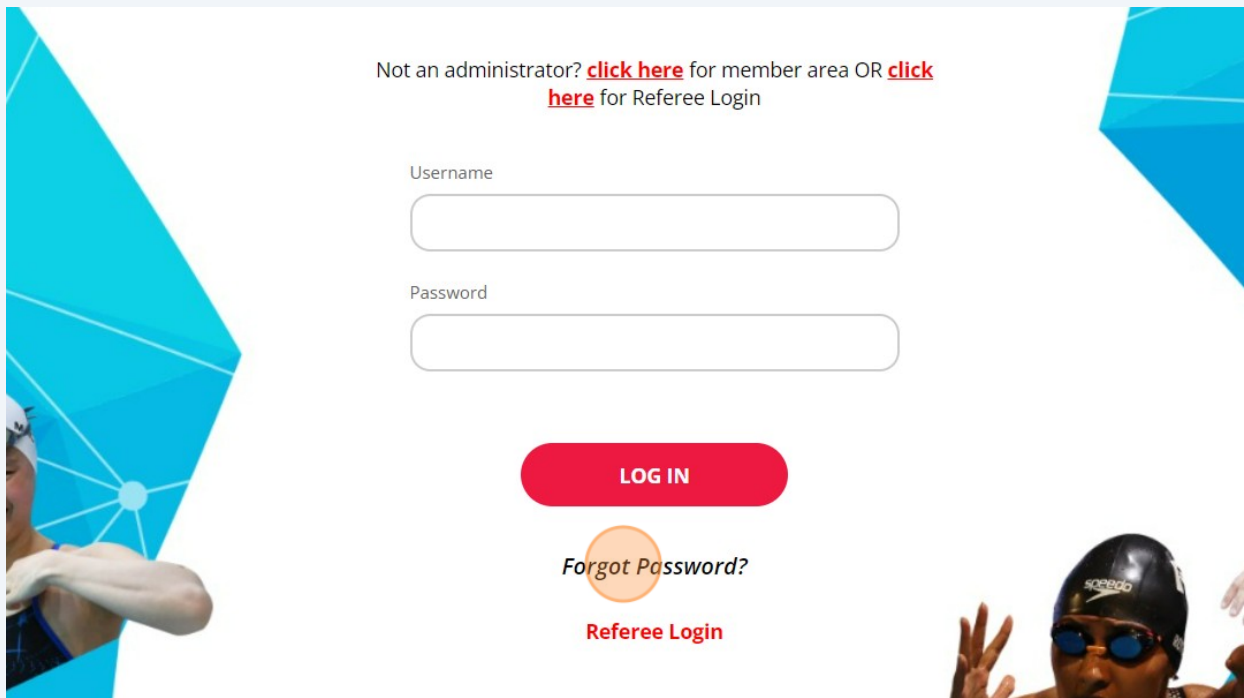 Not an administrator? click here for member area OR click
here for Referee Login
Username
Password
LOG IN
Forgot Password?
speedo
Referee Login